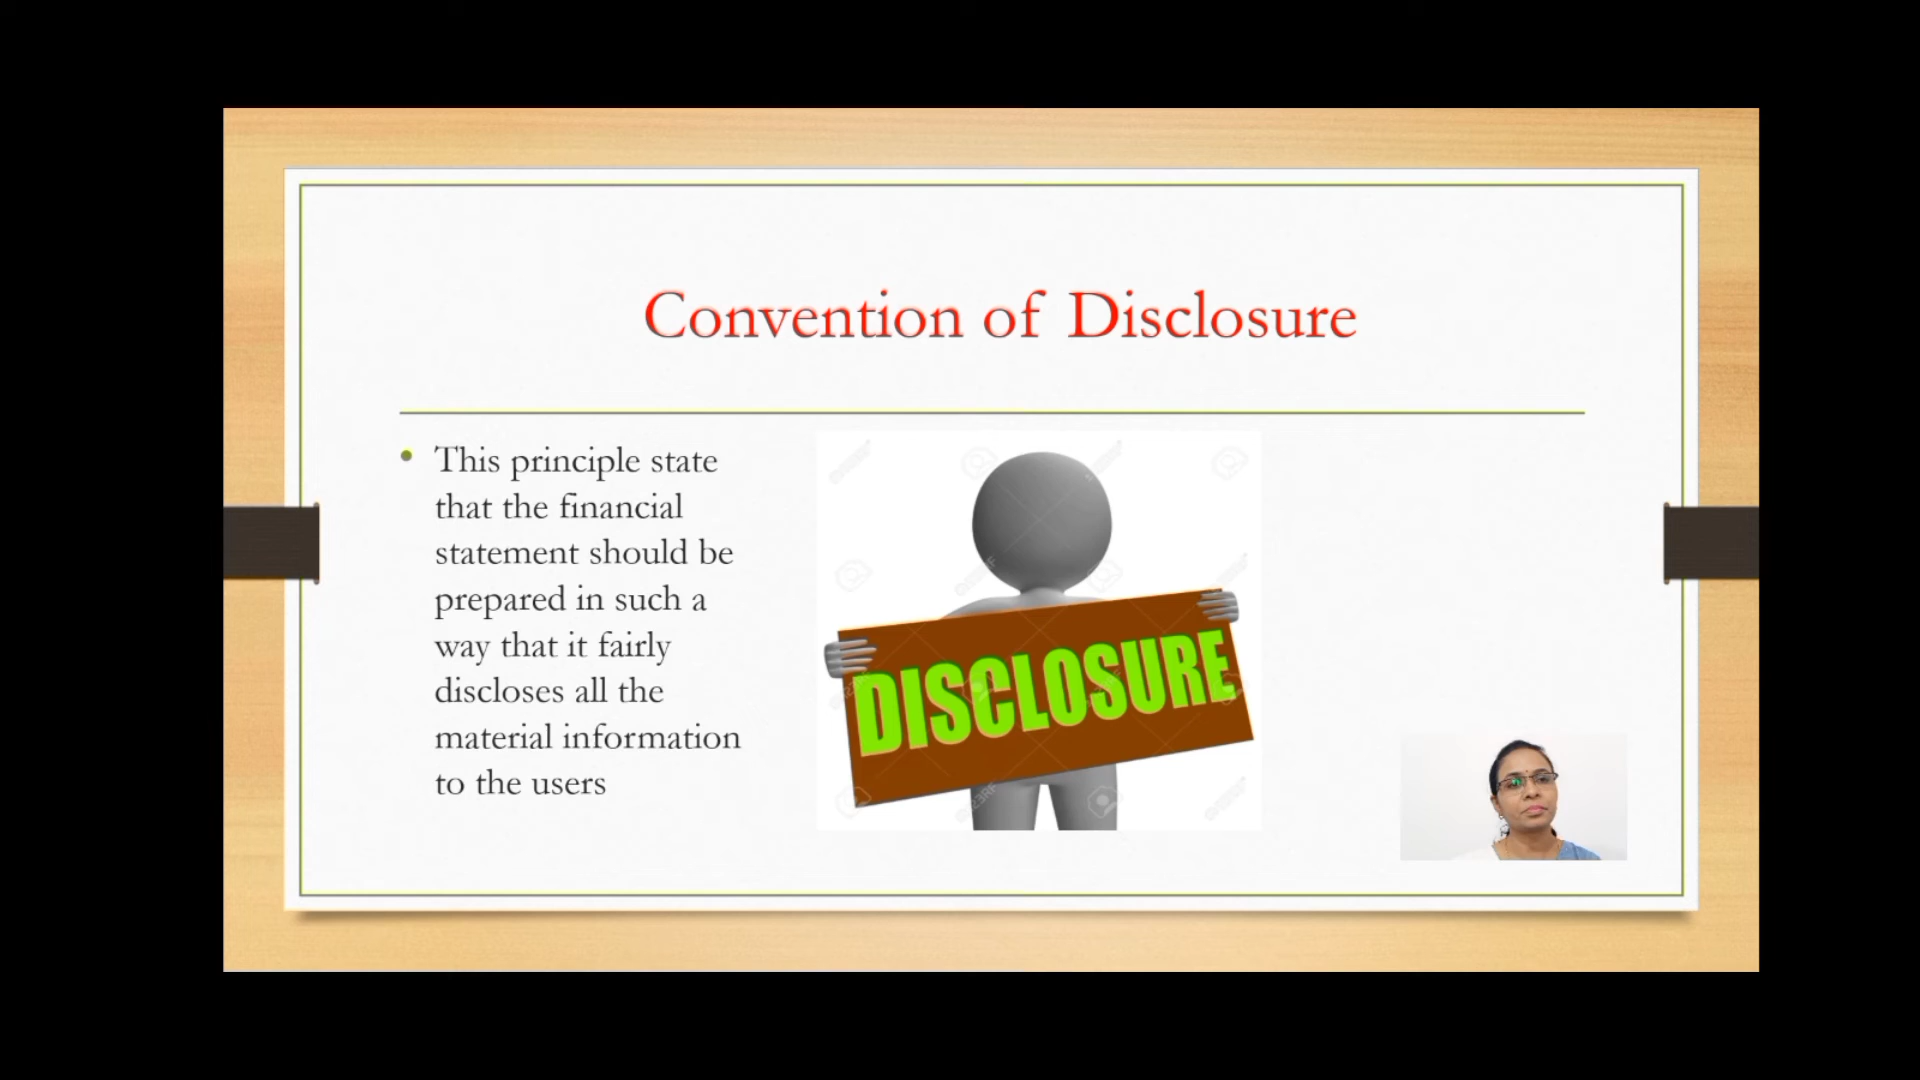 Convention of Disclosure
• This principle state
that the financial
statement should be
prepared in such a
way that it fairly
discloses all the
material information
to the users
DISCLOSURE